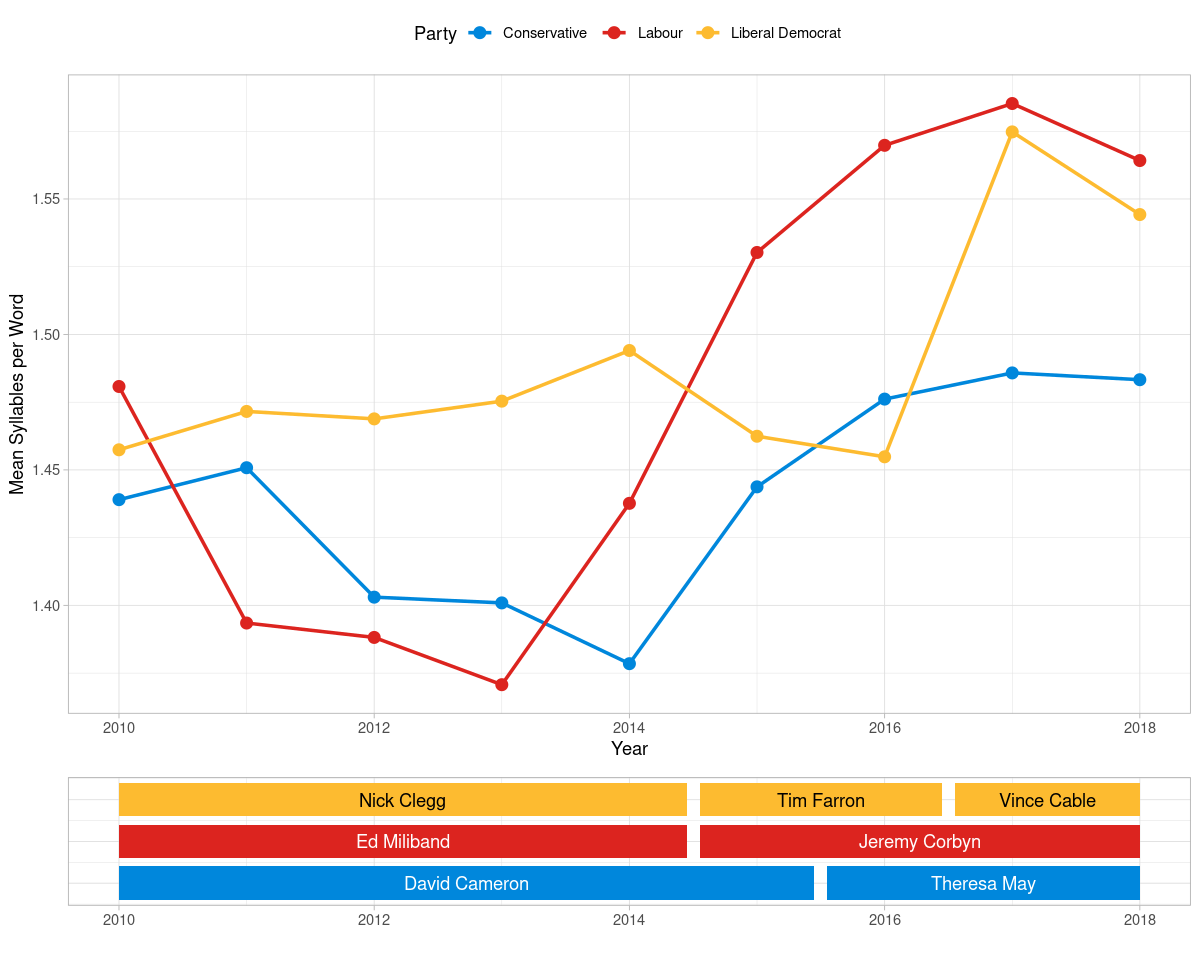 Party Conservative Labour Liberal Democrat
Mean Syllables per Word
1.55
1.50
1.45
1.40
2010 2012 2014 2016 2018
Year
Nick Clegg Tim Farron Vince Cable
Ed Miliband Jeremy Corbyn
David Cameron Theresa May
2010 2012 2014 2016 2018